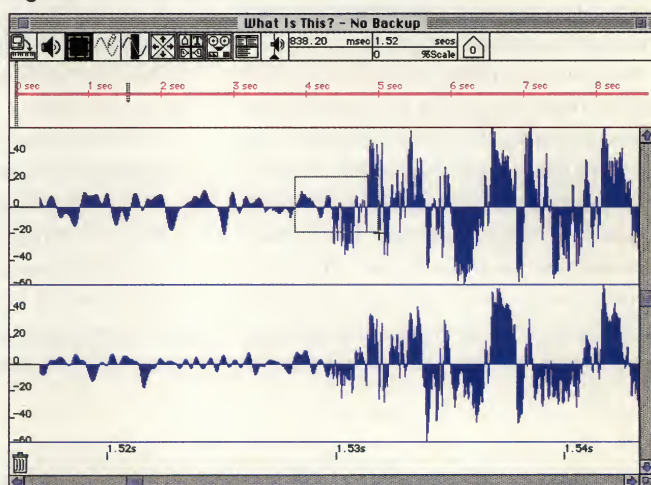 What Is This? - No Backup
838.20 msec 1.52 secs
0 %Scale 0
0 sec 1 sec 2 sec 3 sec 4 sec 5 sec 6 sec 7 sec 8 sec
40
20
0
-20
-40
-60
40
20
0
-20
-40
-60
1.52s 1.53s 1.54s